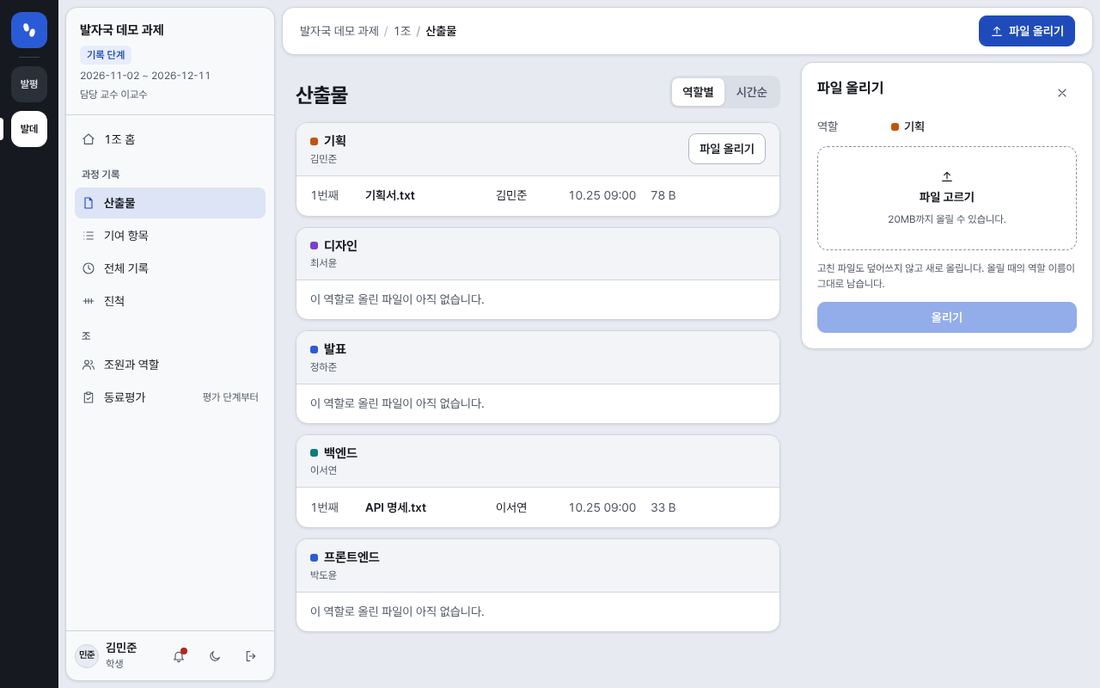 발평
발데
발자국 데모 과제
기록 단계
2026-11-02 ~ 2026-12-11
담당 교수 이교수
1조 홈
과정 기록
산출물
기여 항목
전체 기록
진척
조
조원과 역할
동료평가 평가 단계부터
민준 김민준
학생
발자국 데모 과제 / 1조 / 산출물
파일 올리기
산출물
역할별 시간순
기획
김민준
파일 올리기
1번째 기획서.txt 김민준 10.25 09:00 78 B
디자인
최서윤
이 역할로 올린 파일이 아직 없습니다.
발표
정하준
이 역할로 올린 파일이 아직 없습니다.
백엔드
이서연
1번째 API 명세.txt 이서연 10.25 09:00 33 B
프론트엔드
박도윤
이 역할로 올린 파일이 아직 없습니다.
파일 올리기
역할 기획
파일 고르기
20MB까지 올릴 수 있습니다.
고친 파일도 덮어쓰지 않고 새로 올립니다. 올릴 때의 역할 이름이
그대로 남습니다.
올리기